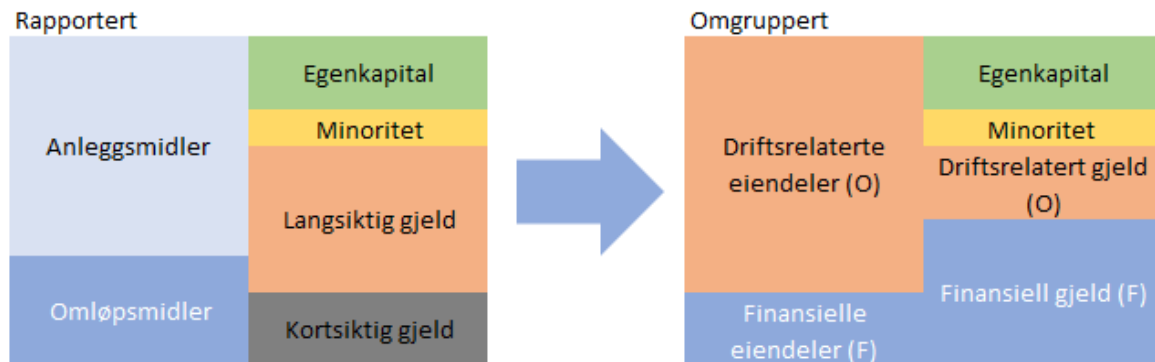 Rapportert
Anleggsmidler
Omløpsmidler
Egenkapital
Minoritet
Langsiktig gjeld
Kortsiktig gjeld
Omgruppert
Driftsrelaterte
eiendeler (O)
Finansielle
eiendeler (F)
Egenkapital
Minoritet
Driftsrelatert gjeld
(O)
Finansiell gjeld (F)